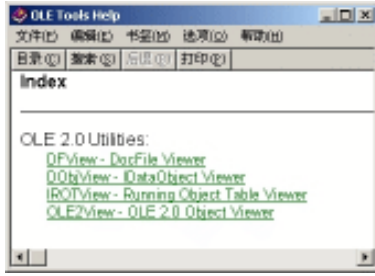 OLE Tools Help
文件(F) 编辑(E) 书签(M) 选项(O) 帮助(H)
目录(C) 搜索(S) 后退(B) 打印(P)
Index
OLE 2.0 Utilities:
DFView - DocFile Viewer
DObjView - IDataObject Viewer
IROTView - Running Object Table Viewer
OLE2View - OLE 2.0 Object Viewer